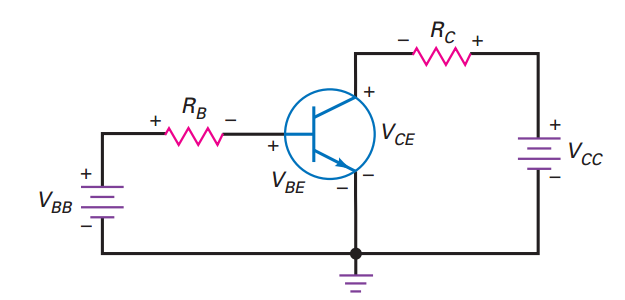 R_C
− +
+
R_B
+ −
+
V_CE
+
V_CC
−
+
V_BE
− −
V_BB
+
−